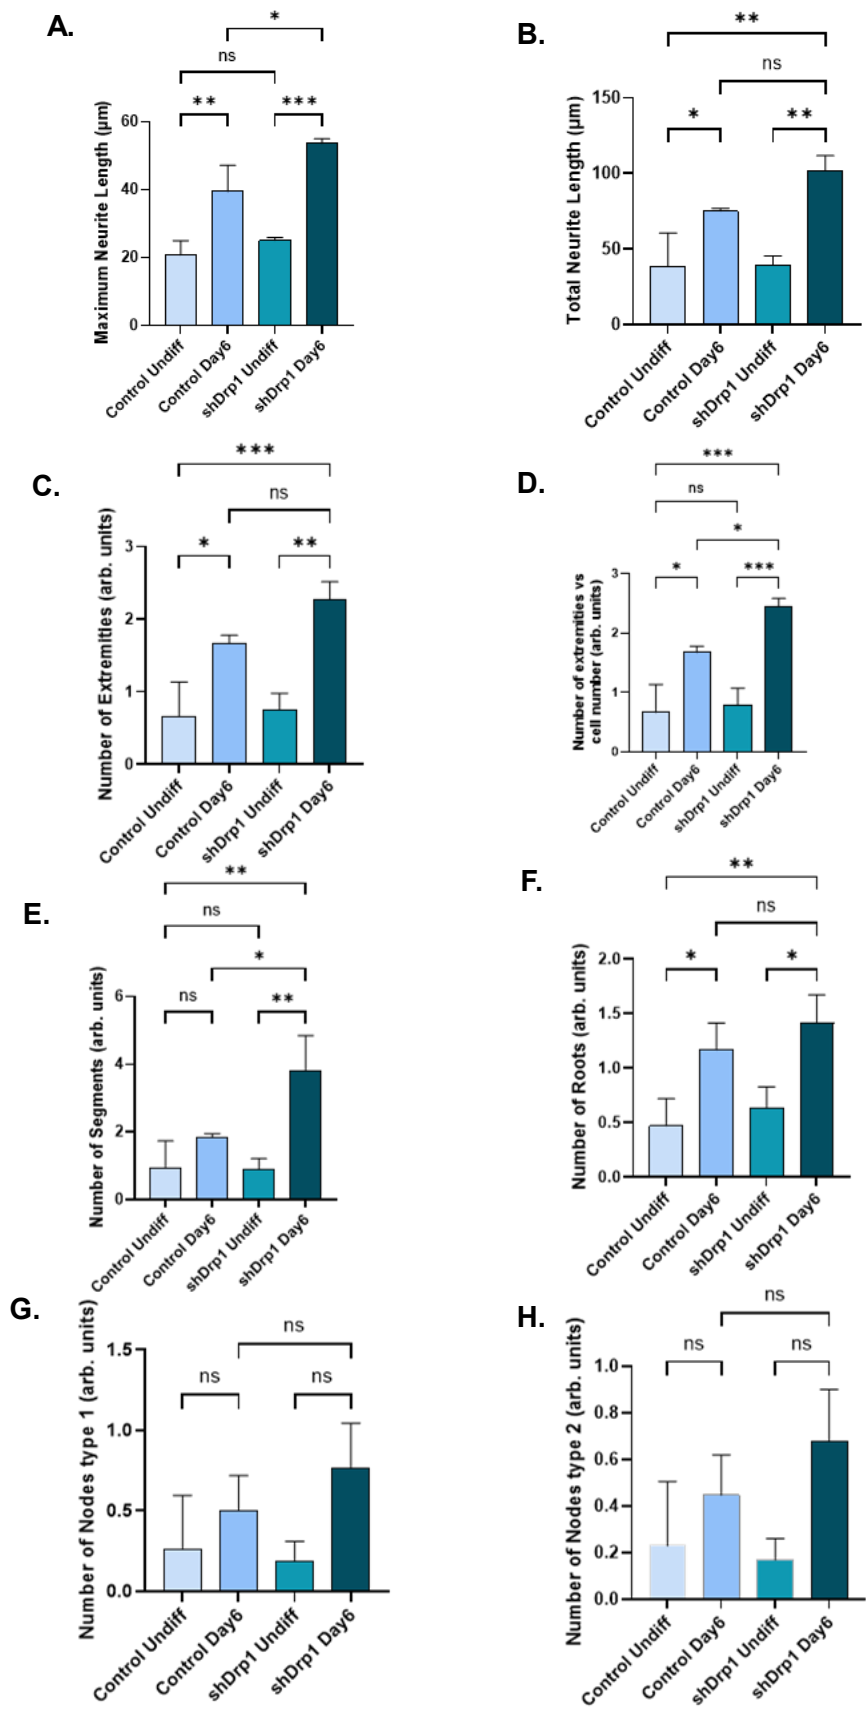 A.
*
ns
**
***
Maximum Neurite Length (µm)
60
40
20
0
Control Undiff
Control Day6
shDrp1 Undiff
shDrp1 Day6
B.
**
ns
*
**
Total Neurite Length (µm)
150
100
50
0
Control Undiff
Control Day6
shDrp1 Undiff
shDrp1 Day6
C.
***
ns
*
**
Number of Extremities (arb. units)
3
2
1
0
Control Undiff
Control Day6
shDrp1 Undiff
shDrp1 Day6
D.
***
ns
*
*
***
Number of extremities vs
cell number (arb. units)
3
2
1
0
Control Undiff
Control Day6
shDrp1 Undiff
shDrp1 Day6
E.
**
ns
*
ns
**
Number of Segments (arb. units)
6
4
2
0
Control Undiff
Control Day6
shDrp1 Undiff
shDrp1 Day6
F.
**
ns
*
*
Number of Roots (arb. units)
2.0
1.5
1.0
0.5
0.0
Control Undiff
Control Day6
shDrp1 Undiff
shDrp1 Day6
G.
ns
ns
ns
Number of Nodes type 1 (arb. units)
1.5
1.0
0.5
0.0
Control Undiff
Control Day6
shDrp1 Undiff
shDrp1 Day6
H.
ns
ns
ns
Number of Nodes type 2 (arb. units)
1.0
0.8
0.6
0.4
0.2
0.0
Control Undiff
Control Day6
shDrp1 Undiff
shDrp1 Day6